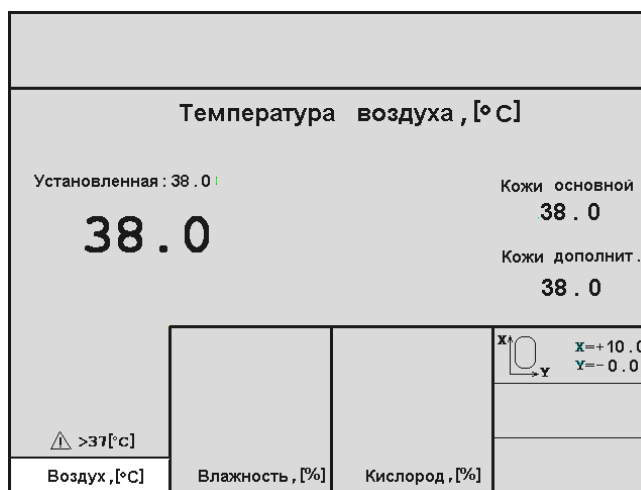 Температура воздуха,[°C]
Установленная:38.0
Кожи основной
38.0
38.0
Кожи дополнит.
38.0
X
X=+10.0
Y=-0.0
Y
>37[°C]
Воздух,[°C]
Влажность,[%]
Кислород,[%]